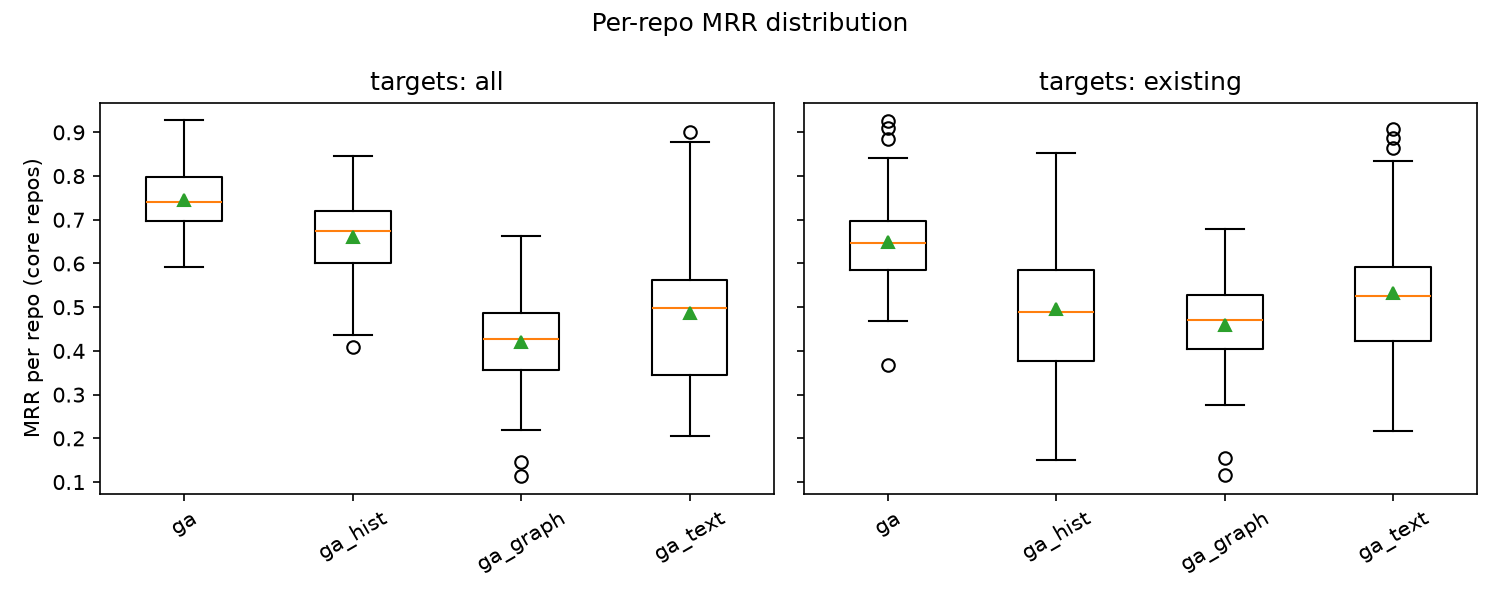 Per-repo MRR distribution
targets: all
targets: existing
MRR per repo (core repos)
0.9
0.8
0.7
0.6
0.5
0.4
0.3
0.2
0.1
ga
ga_hist
ga_graph
ga_text
ga
ga_hist
ga_graph
ga_text